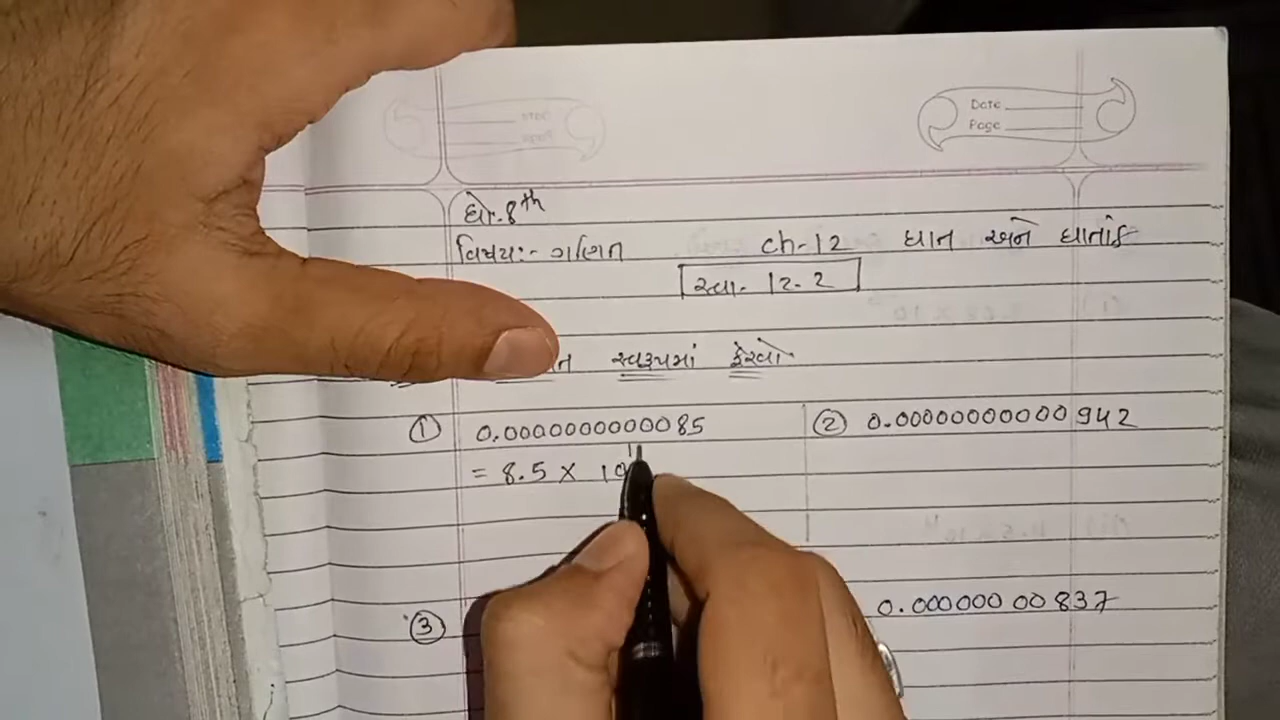 Date
Page
ધો. 8th
વિષય:- ગણિત ch-12 ઘાત અને ઘાતાંક
સ્વા. 12.2
સ્વરૂપમાં ફેરવો
① 0.0000000000085 ② 0.00000000000942
= 8.5 × 10
③ 0.00000000837